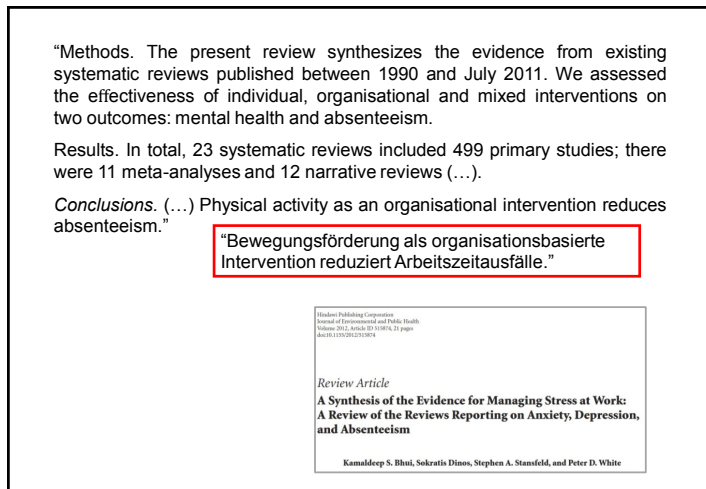 “Methods. The present review synthesizes the evidence from existing
systematic reviews published between 1990 and July 2011. We assessed
the effectiveness of individual, organisational and mixed interventions on
two outcomes: mental health and absenteeism.
Results. In total, 23 systematic reviews included 499 primary studies; there
were 11 meta-analyses and 12 narrative reviews (…).
Conclusions. (…) Physical activity as an organisational intervention reduces
absenteeism.”
“Bewegungsförderung als organisationsbasierte
Intervention reduziert Arbeitszeitausfälle.”
Hindawi Publishing Corporation
Journal of Environmental and Public Health
Volume 2012, Article ID 515874, 21 pages
doi:10.1155/2012/515874
Review Article
A Synthesis of the Evidence for Managing Stress at Work:
A Review of the Reviews Reporting on Anxiety, Depression,
and Absenteeism
Kamaldeep S. Bhui, Sokratis Dinos, Stephen A. Stansfeld, and Peter D. White